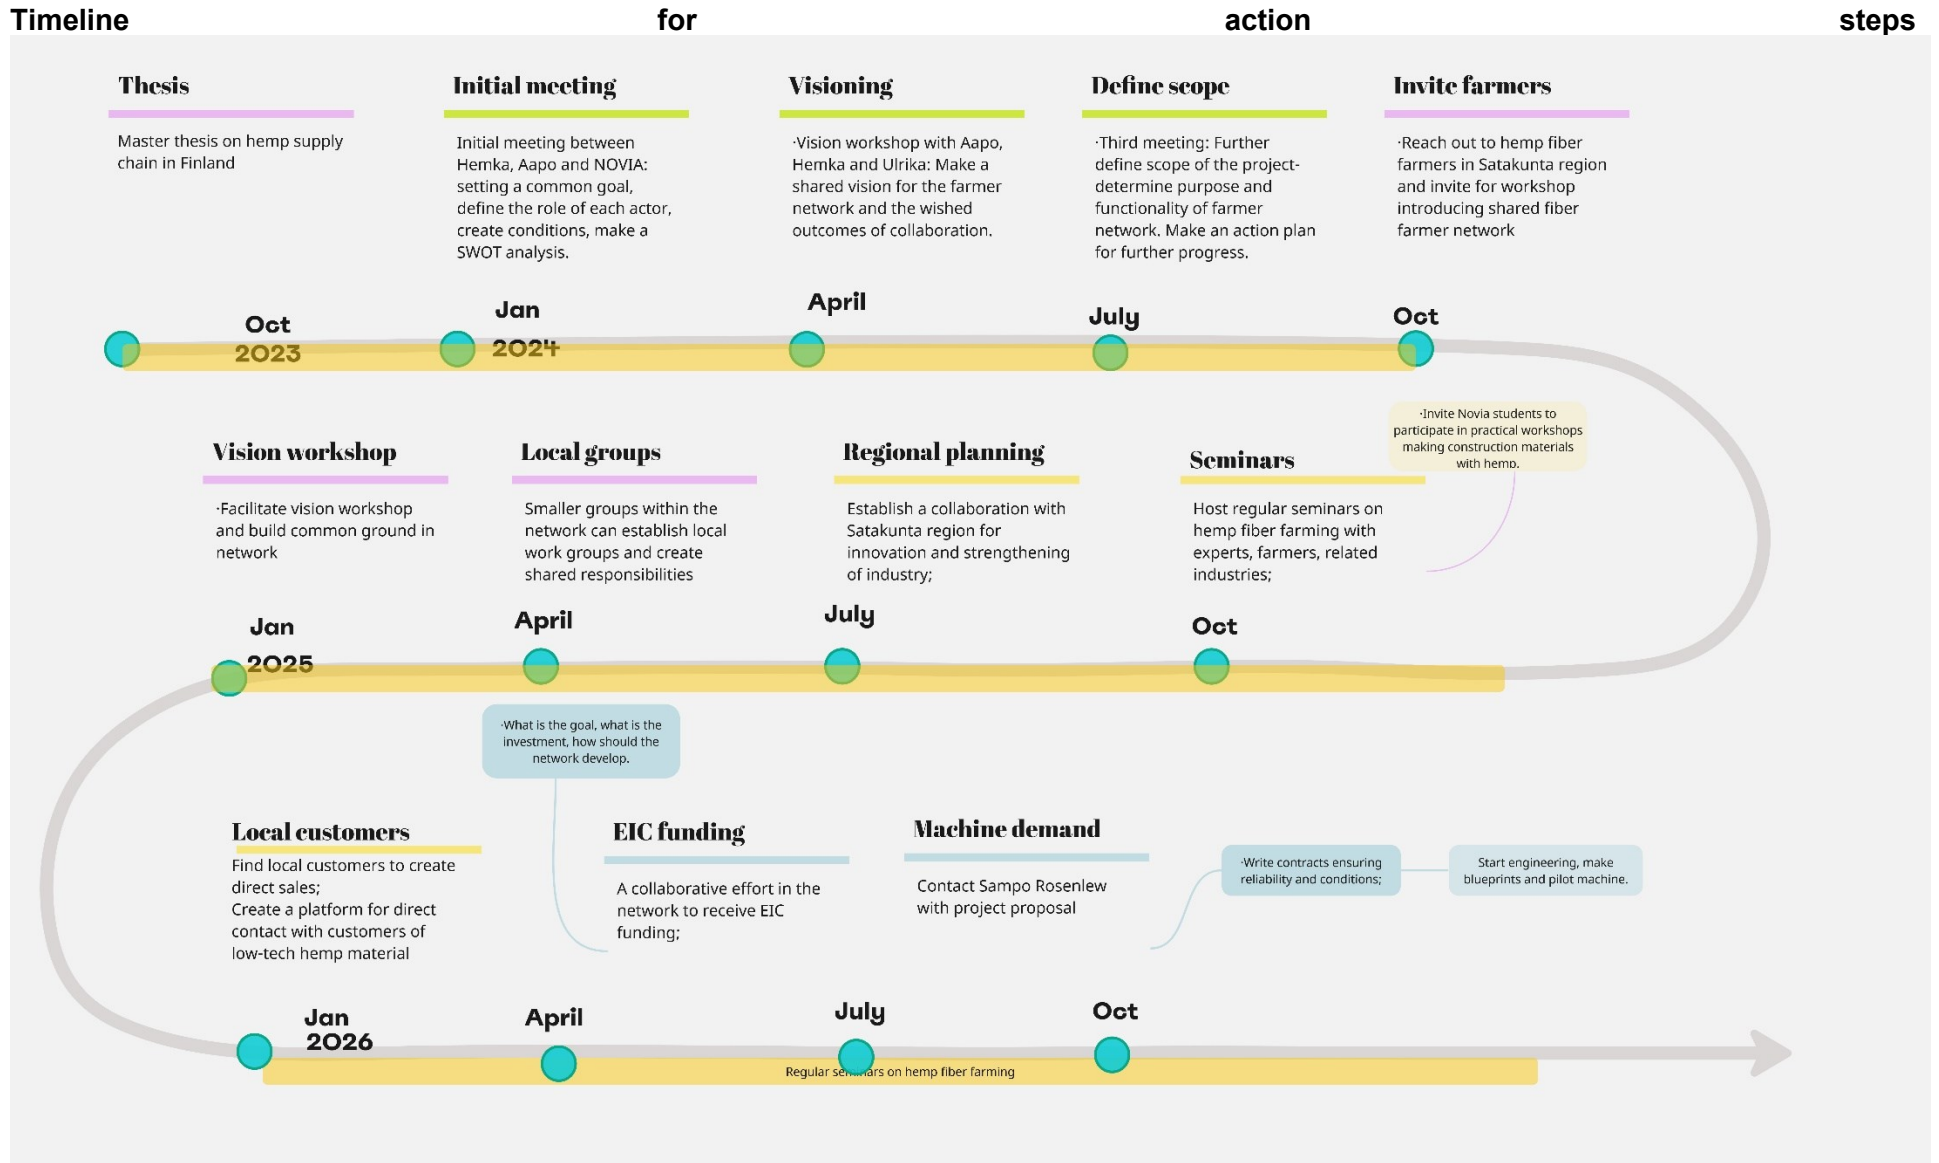 Timeline for action steps
Thesis
Master thesis on hemp supply
chain in Finland
Initial meeting
Initial meeting between
Hemka, Aapo and NOVIA:
setting a common goal,
define the role of each actor,
create conditions, make a
SWOT analysis.
Visioning
·Vision workshop with Aapo,
Hemka and Ulrika: Make a
shared vision for the farmer
network and the wished
outcomes of collaboration.
Define scope
·Third meeting: Further
define scope of the project-
determine purpose and
functionality of farmer
network. Make an action plan
for further progress.
Invite farmers
·Reach out to hemp fiber
farmers in Satakunta region
and invite for workshop
introducing shared fiber
farmer network
Oct
2023
Jan
2024
April
July
Oct
·Invite Novia students to
participate in practical workshops
making construction materials
with hemp.
Vision workshop
·Facilitate vision workshop
and build common ground in
network
Local groups
Smaller groups within the
network can establish local
work groups and create
shared responsibilities
Regional planning
Establish a collaboration with
Satakunta region for
innovation and strengthening
of industry;
Seminars
Host regular seminars on
hemp fiber farming with
experts, farmers, related
industries;
Jan
2025
April
July
Oct
·What is the goal, what is the
investment, how should the
network develop.
Local customers
Find local customers to create
direct sales;
Create a platform for direct
contact with customers of
low-tech hemp material
EIC funding
A collaborative effort in the
network to receive EIC
funding;
Machine demand
Contact Sampo Rosenlew
with project proposal
·Write contracts ensuring
reliability and conditions;
Start engineering, make
blueprints and pilot machine.
Jan
2026
April
July
Oct
Regular seminars on hemp fiber farming